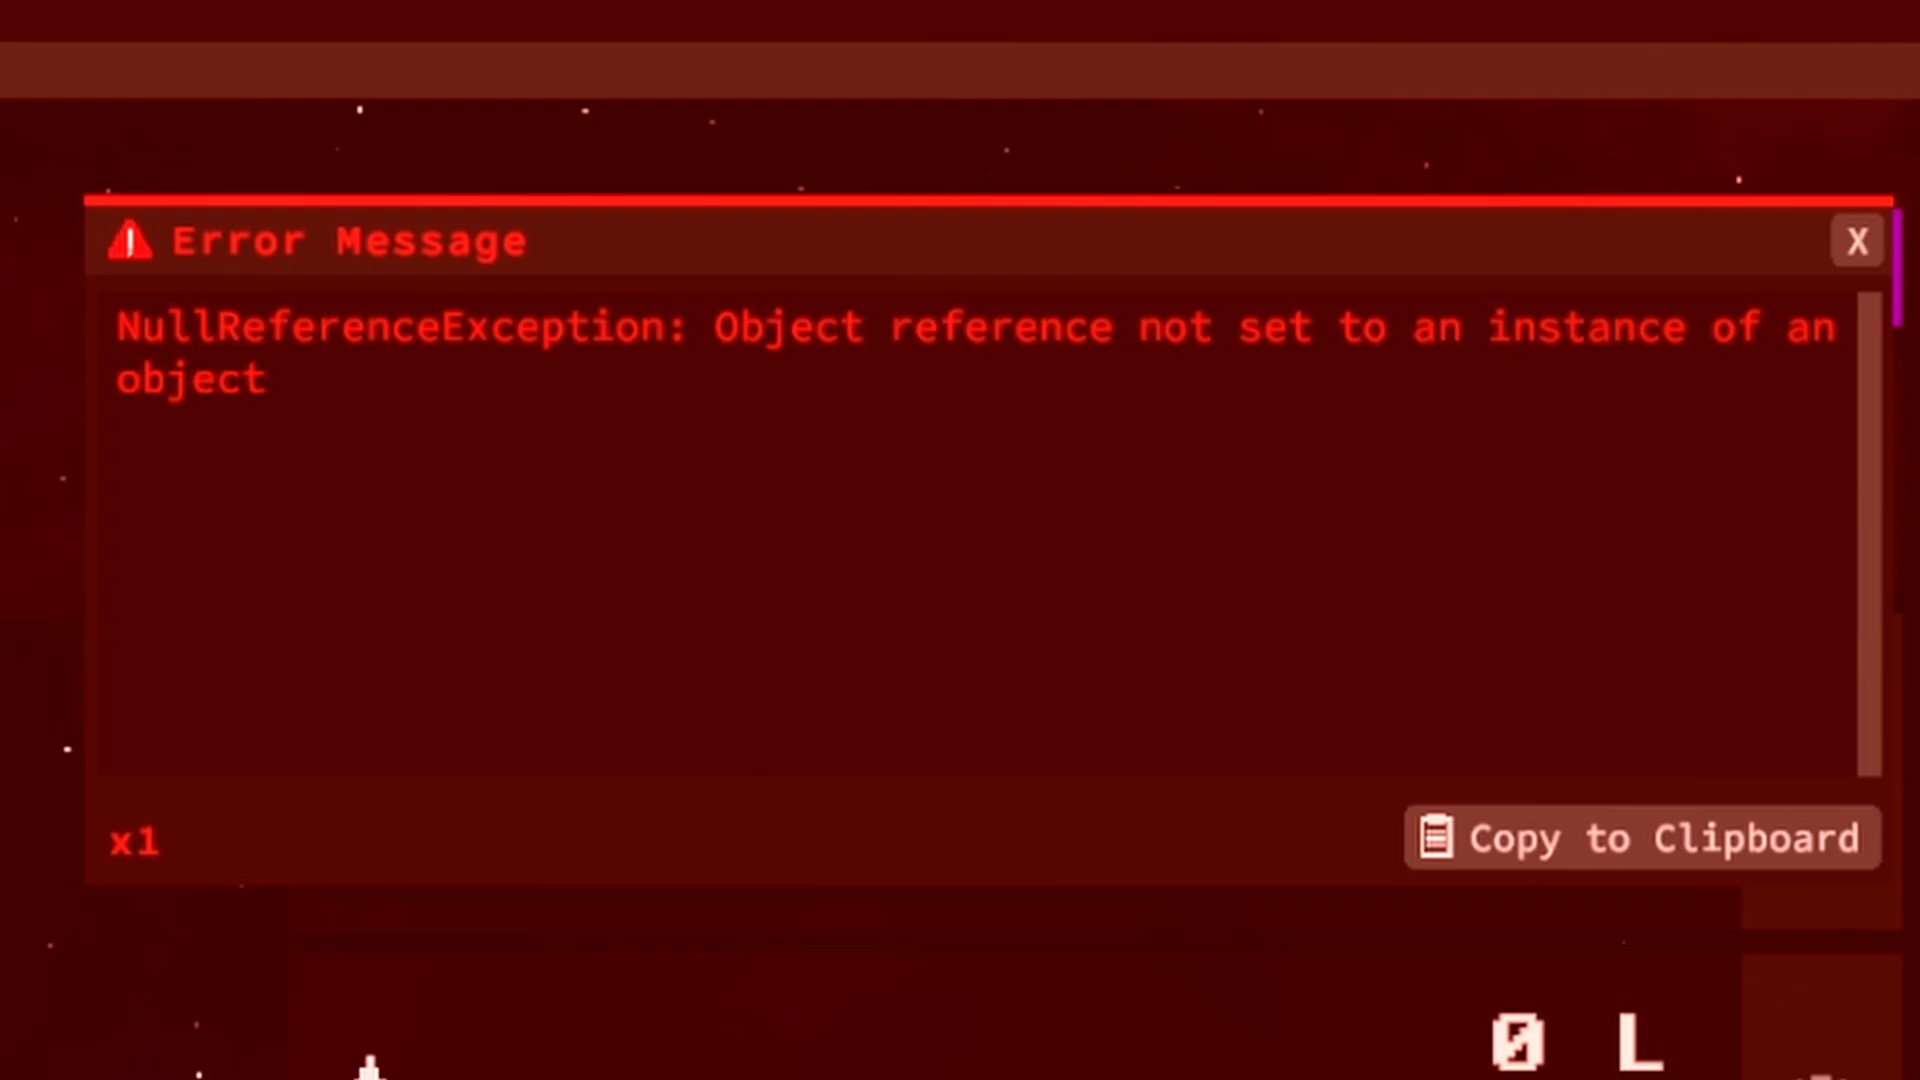 Error Message
X
NullReferenceException: Object reference not set to an instance of an
object
x1
Copy to Clipboard
0 L